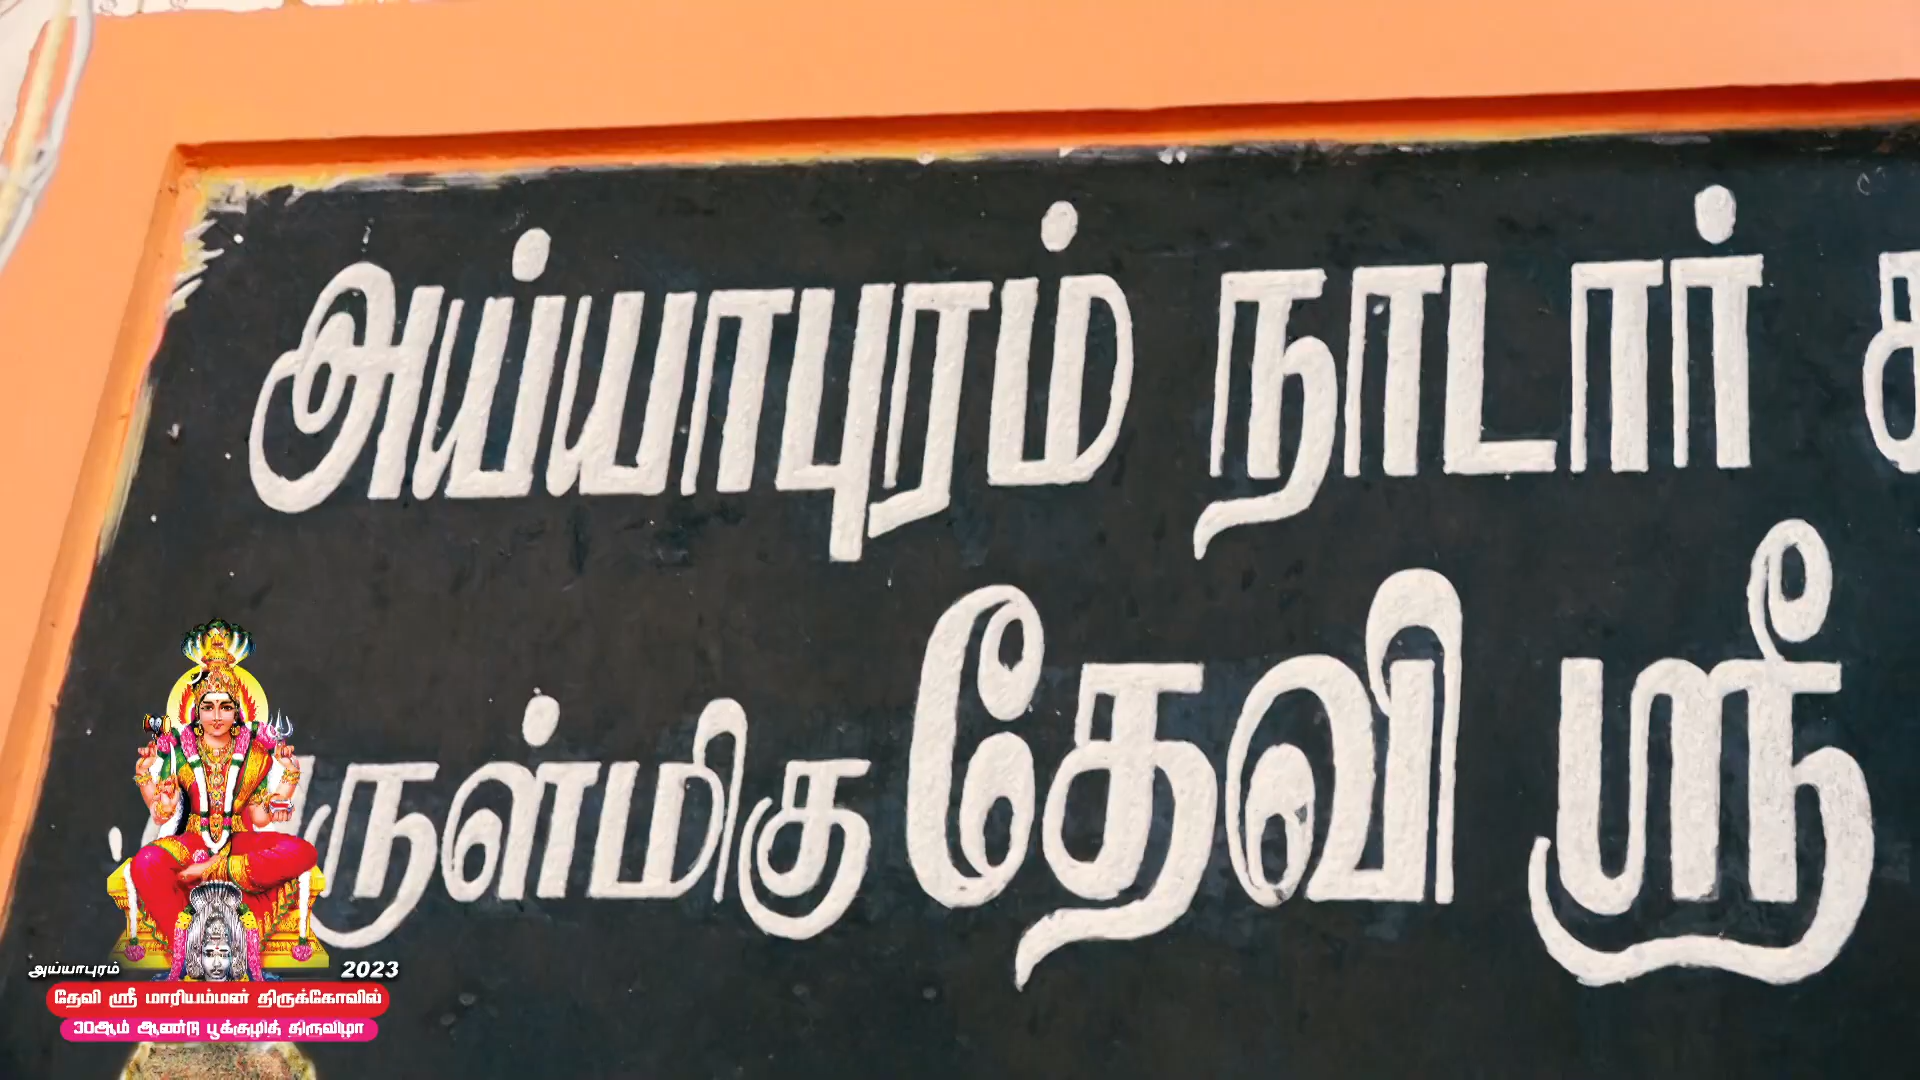 அய்யாபுரம் நாடார்
அருள்மிகு தேவி ஸ்ரீ
அய்யாபுரம் 2023
தேவி ஸ்ரீ மாரியம்மன் திருக்கோவில்
30ஆம் ஆண்டு பூக்குழித் திருவிழா